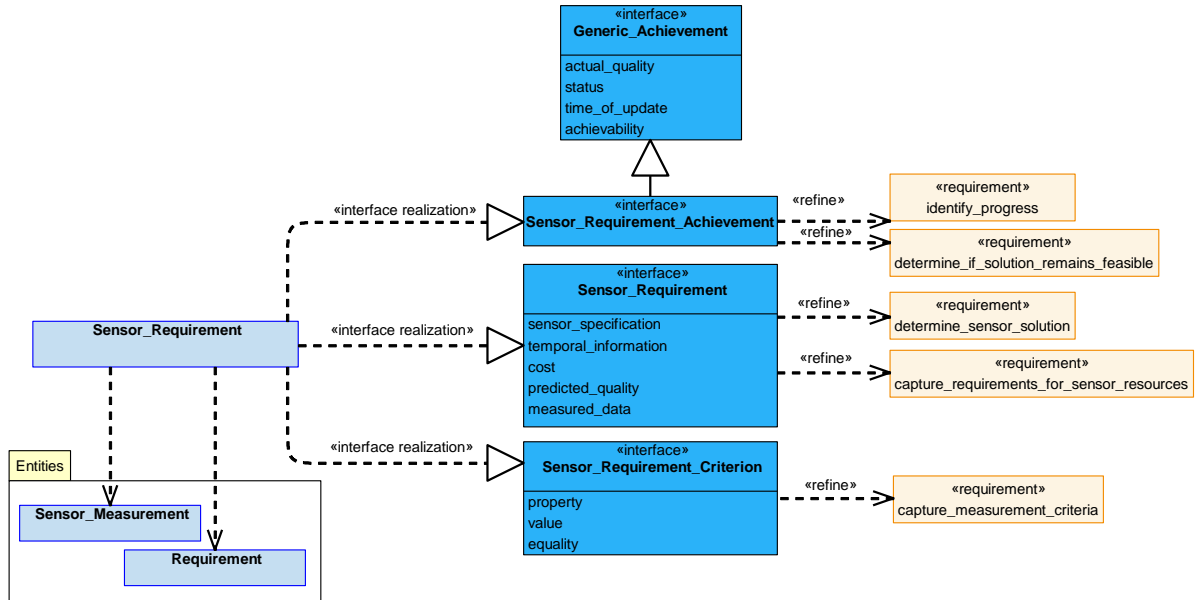 «interface»
Generic_Achievement
actual_quality
status
time_of_update
achievability
«interface realization»
«interface»
Sensor_Requirement_Achievement
«refine»
«requirement»
identify_progress
«refine»
«requirement»
determine_if_solution_remains_feasible
Sensor_Requirement
«interface realization»
«interface»
Sensor_Requirement
sensor_specification
temporal_information
cost
predicted_quality
measured_data
«refine»
«requirement»
determine_sensor_solution
«refine»
«requirement»
capture_requirements_for_sensor_resources
«interface realization»
«interface»
Sensor_Requirement_Criterion
property
value
equality
«refine»
«requirement»
capture_measurement_criteria
Entities
Sensor_Measurement
Requirement